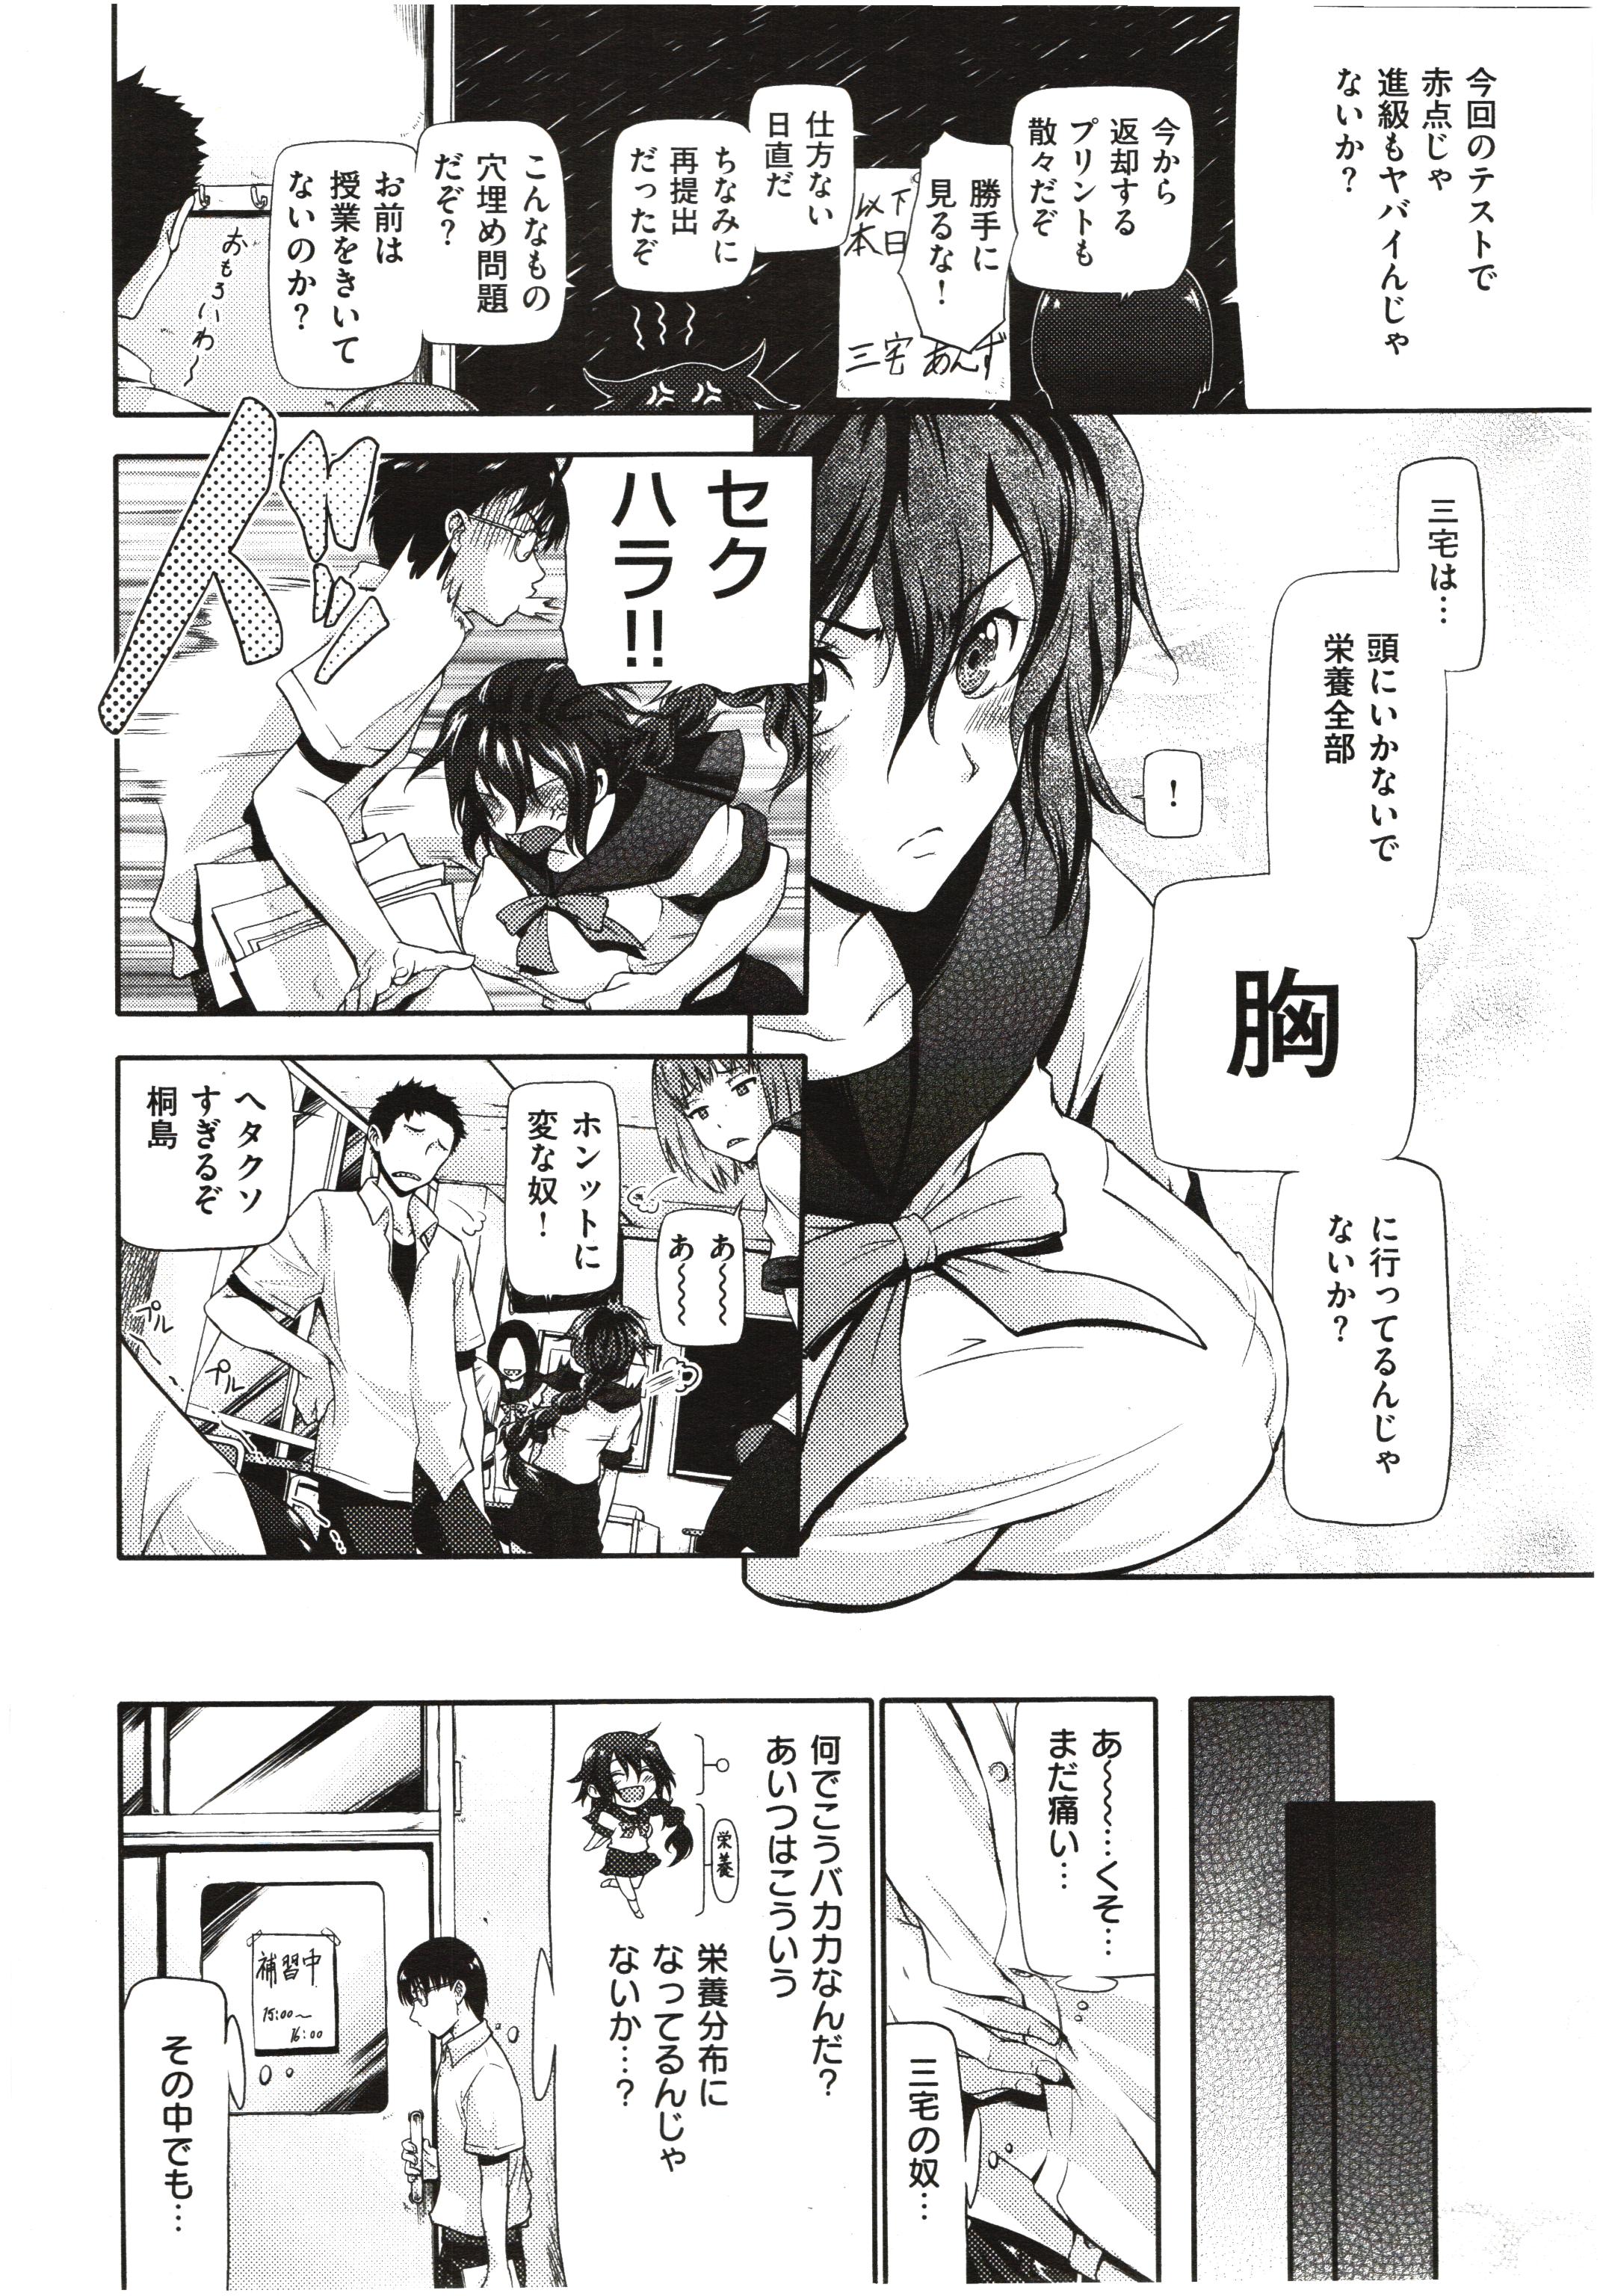 今回のテストで
赤点じゃ
進級もヤバイんじゃ
ないか？
今から
返却する
プリントも
散々だぞ
勝手に
見るな！
以下
本日
三宅 あんず
仕方ない
日直だ
ちなみに
再提出
だったぞ
こんなもの
穴埋め問題
だぞ？
お前は
授業をきいて
ないのか？
おもろいわ〜
三宅は…
頭にいかないで
栄養全部
胸
に行ってるんじゃ
ないか？
！
セク
ハラ!!
あ〜〜〜
あ〜〜〜
ホンットに
変な奴！
ヘタクソ
すぎるぞ
桐島
プル
プル
あ〜〜〜…くそ…
まだ痛い…
三宅の奴…
何でこうバカ力なんだ？
あいつはこういう
栄養
栄養分布に
なってるんじゃ
ないか…？
補習中
15:00〜
16:00
その中でも…